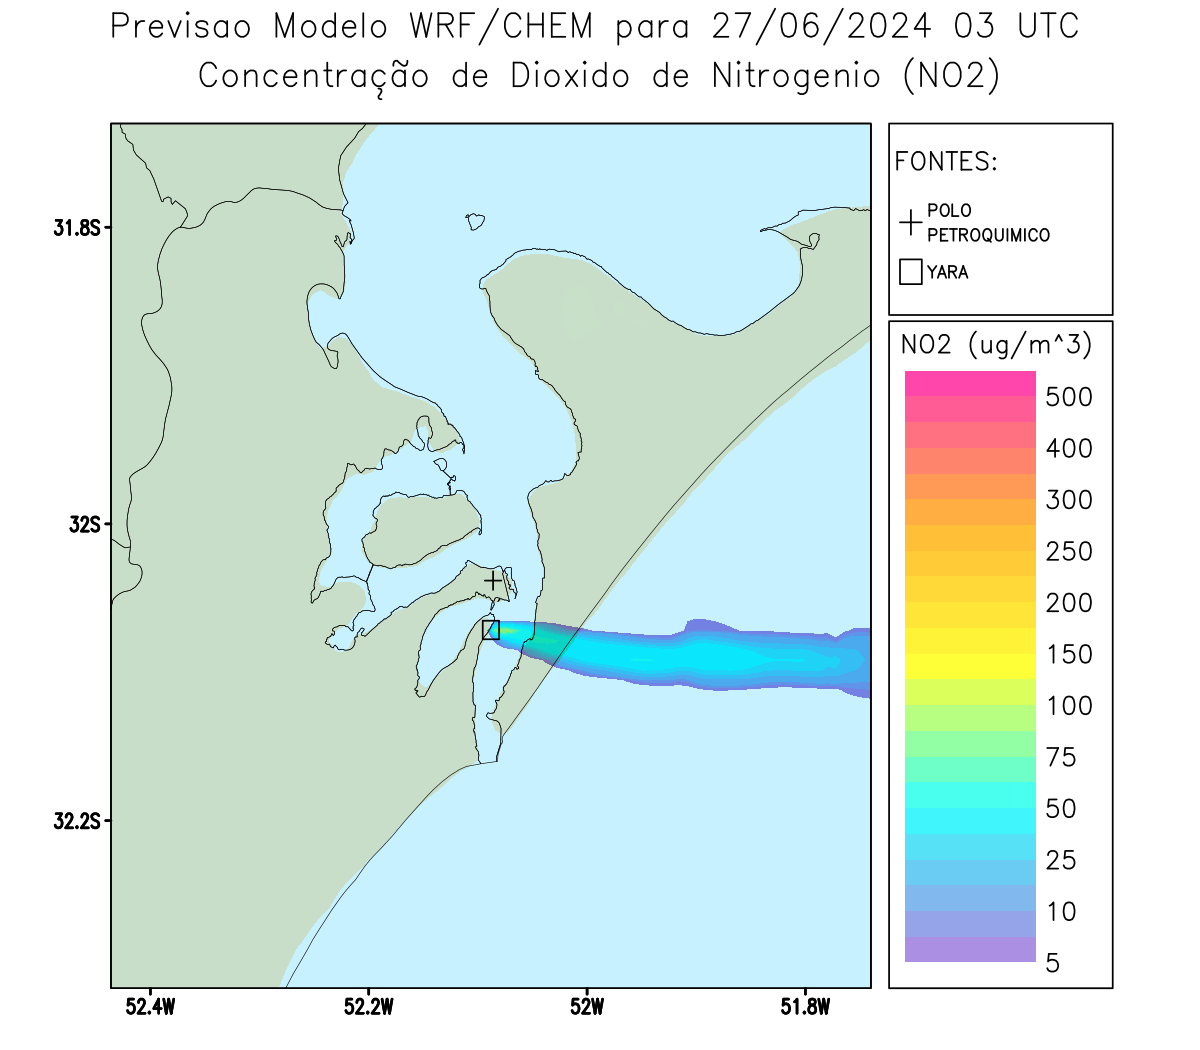 Previsao Modelo WRF/CHEM para 27/06/2024 03 UTC
Concentração de Dioxido de Nitrogenio (NO2)
FONTES:
POLO
PETROQUIMICO
YARA
NO2 (ug/m^3)
500
400
300
250
200
150
100
75
50
25
10
5
31.8S
32S
32.2S
52.4W
52.2W
52W
51.8W